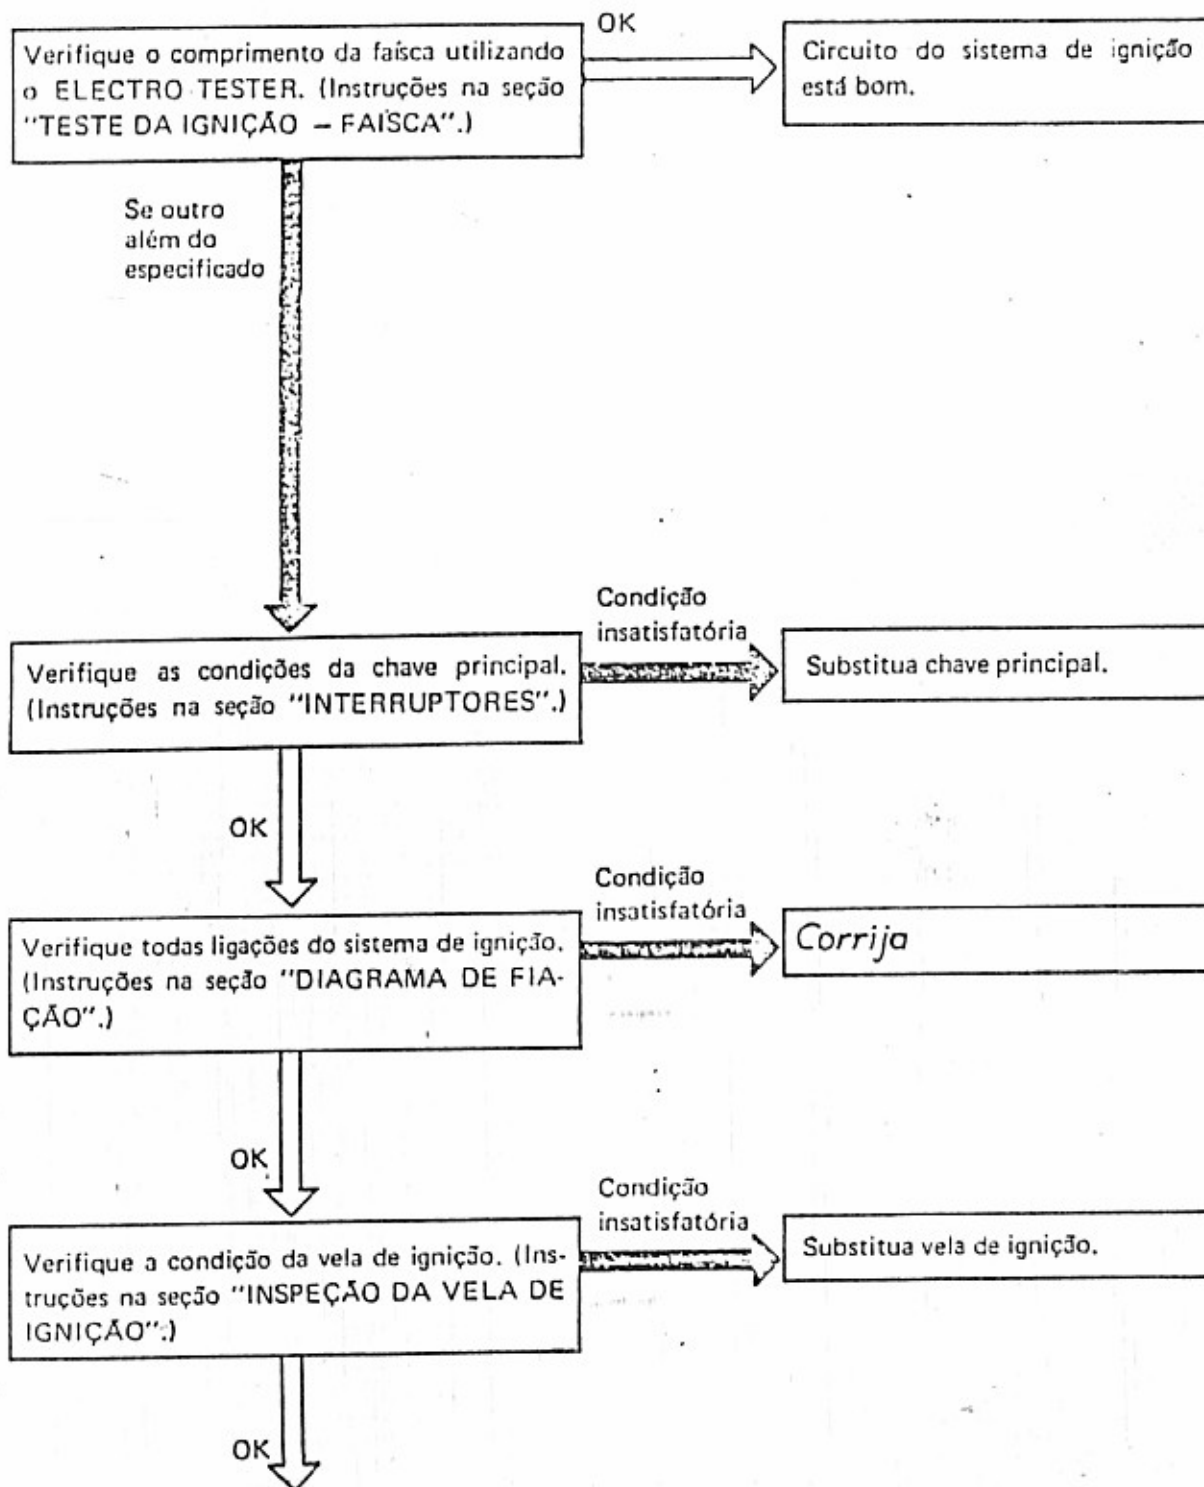 OK
Verifique o comprimento da faísca utilizando
o ELECTRO TESTER. (Instruções na seção
"TESTE DA IGNIÇÃO – FAISCA".)
Circuito do sistema de ignição
está bom.
Se outro
além do
especificado
Condição
insatisfatória
Verifique as condições da chave principal.
(Instruções na seção "INTERRUPTORES".)
Substitua chave principal.
OK
Condição
insatisfatória
Verifique todas ligações do sistema de ignição.
(Instruções na seção "DIAGRAMA DE FIA-
ÇÃO".)
Corrija
OK
Condição
insatisfatória
Verifique a condição da vela de ignição. (Ins-
truções na seção "INSPEÇÃO DA VELA DE
IGNIÇÃO".)
Substitua vela de ignição.
OK